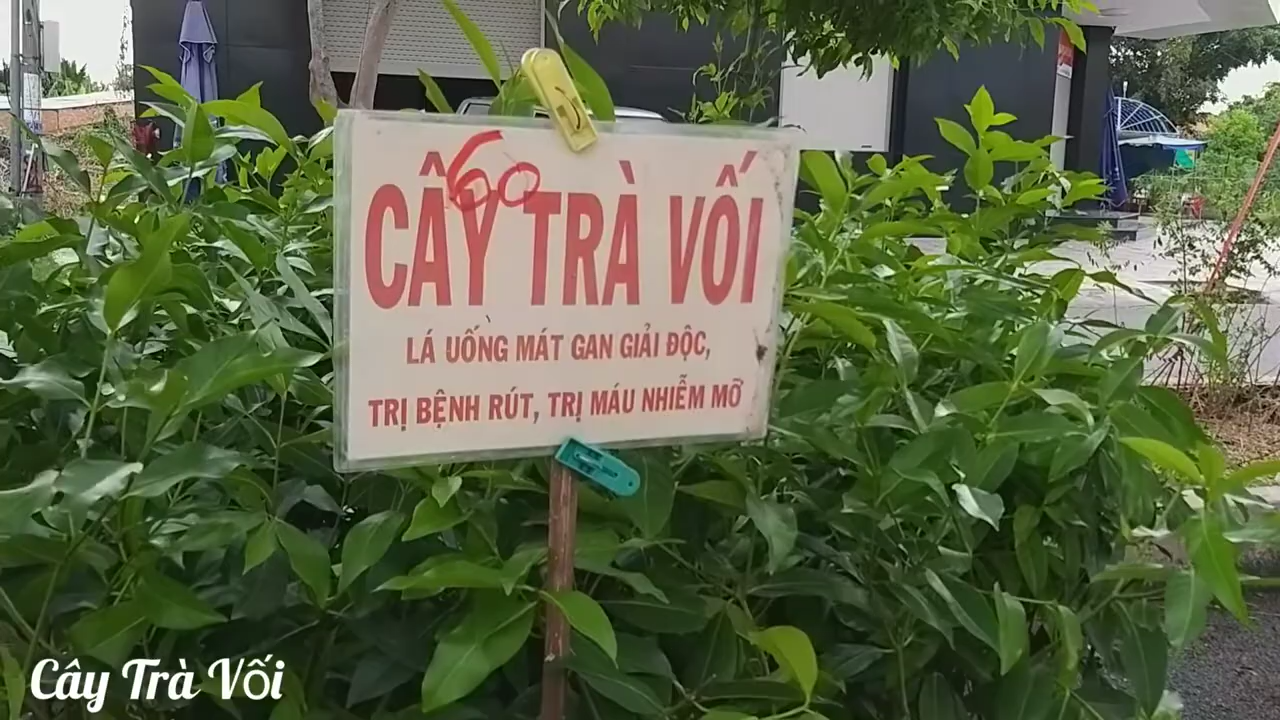 60
CÂY TRÀ VỐI
LÁ UỐNG MÁT GAN GIẢI ĐỘC,
TRỊ BỆNH RÚT, TRỊ MÁU NHIỄM MỠ
Cây Trà Vối